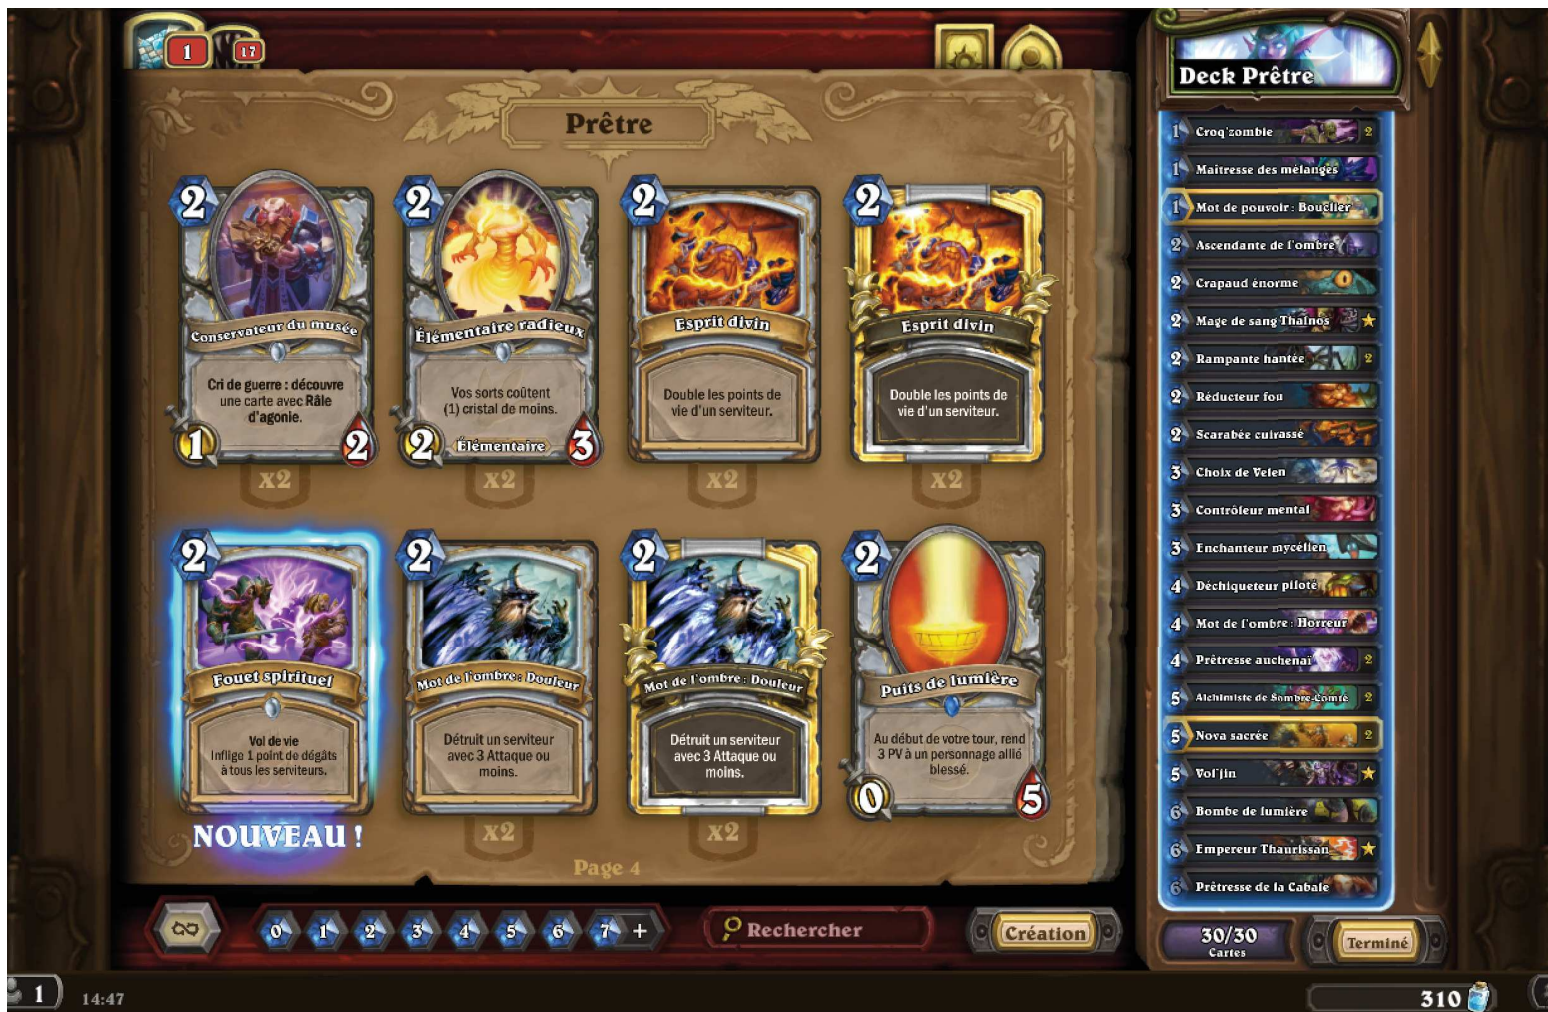 1
17
Prêtre
2
Conservateur du musée
Cri de guerre : découvre
une carte avec Râle
d'agonie.
1
2
x2
2
Élémentaire radieux
Vos sorts coûtent
(1) cristal de moins.
2
Élémentaire
3
x2
2
Esprit divin
Double les points de
vie d'un serviteur.
x2
2
Esprit divin
Double les points de
vie d'un serviteur.
x2
2
Fouet spirituel
Vol de vie
Inflige 1 point de dégâts
à tous les serviteurs.
NOUVEAU !
2
Mot de l'ombre : Douleur
Détruit un serviteur
avec 3 Attaque ou
moins.
x2
2
Mot de l'ombre : Douleur
Détruit un serviteur
avec 3 Attaque ou
moins.
x2
2
Puits de lumière
Au début de votre tour, rend
3 PV à un personnage allié
blessé.
0
5
Page 4
0 1 2 3 4 5 6 7 +
Rechercher
Création
Deck Prêtre
1 Croq'zombie 2
1 Maîtresse des mélanges
1 Mot de pouvoir : Bouclier
2 Ascendante de l'ombre
2 Crapaud énorme
2 Mage de sang Thalnos
2 Rampante hantée 2
2 Réducteur fou
2 Scarabée cuirassé
3 Choix de Velen
3 Contrôleur mental
3 Enchanteur mycélien
4 Déchiqueteur piloté
4 Mot de l'ombre : Horreur
4 Prêtresse auchenaï 2
5 Alchimiste de Sombre-Comté 2
5 Nova sacrée 2
5 Vol'jin
6 Bombe de lumière
6 Empereur Thaurissan
6 Prêtresse de la Cabale
30/30
Cartes
Terminé
1
14:47
310